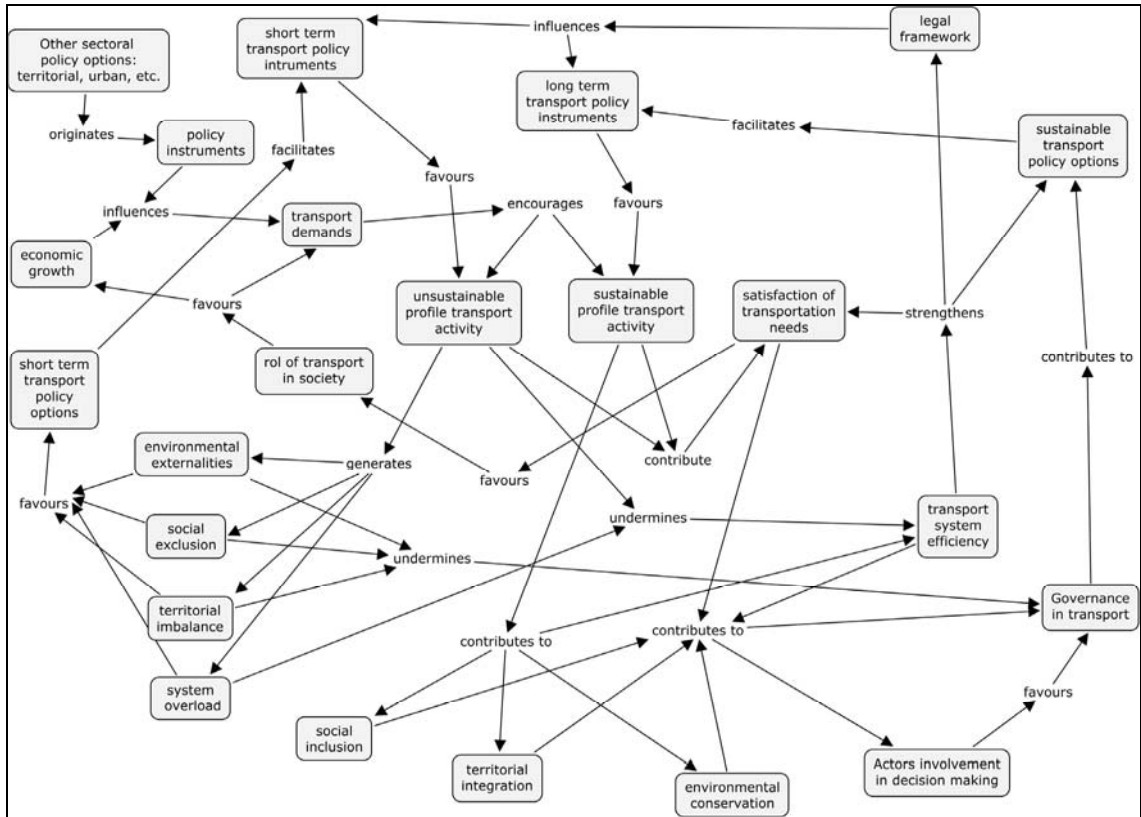 Other sectoral
policy options:
territorial, urban, etc.
short term
transport policy
intruments
influences
legal
framework
long term
transport policy
instruments
originates
policy
instruments
facilitates
facilitates
sustainable
transport
policy options
favours
influences
transport
demands
encourages
favours
economic
growth
favours
unsustainable
profile transport
activity
sustainable
profile transport
activity
satisfaction of
transportation
needs
strengthens
short term
transport
policy
options
rol of transport
in society
contributes to
environmental
externalities
generates
contribute
favours
favours
social
exclusion
undermines
transport
system
efficiency
undermines
territorial
imbalance
Governance
in transport
contributes to
contributes to
system
overload
favours
social
inclusion
territorial
integration
environmental
conservation
Actors involvement
in decision making